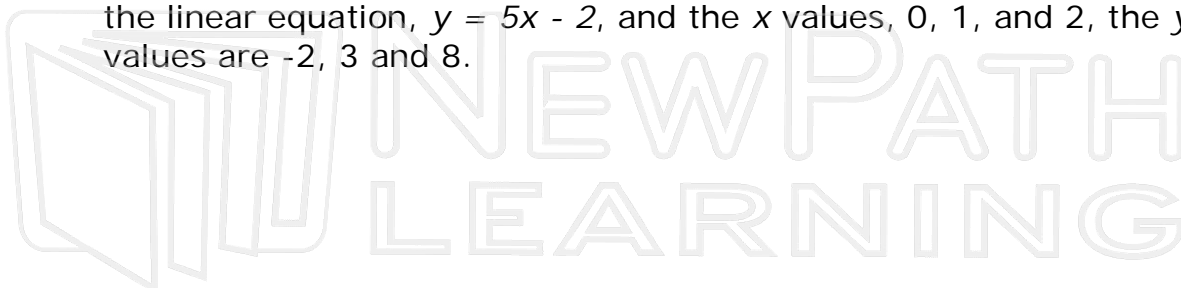 the linear equation, y = 5x - 2, and the x values, 0, 1, and 2, the y
values are -2, 3 and 8.
NEWPATH
LEARNING